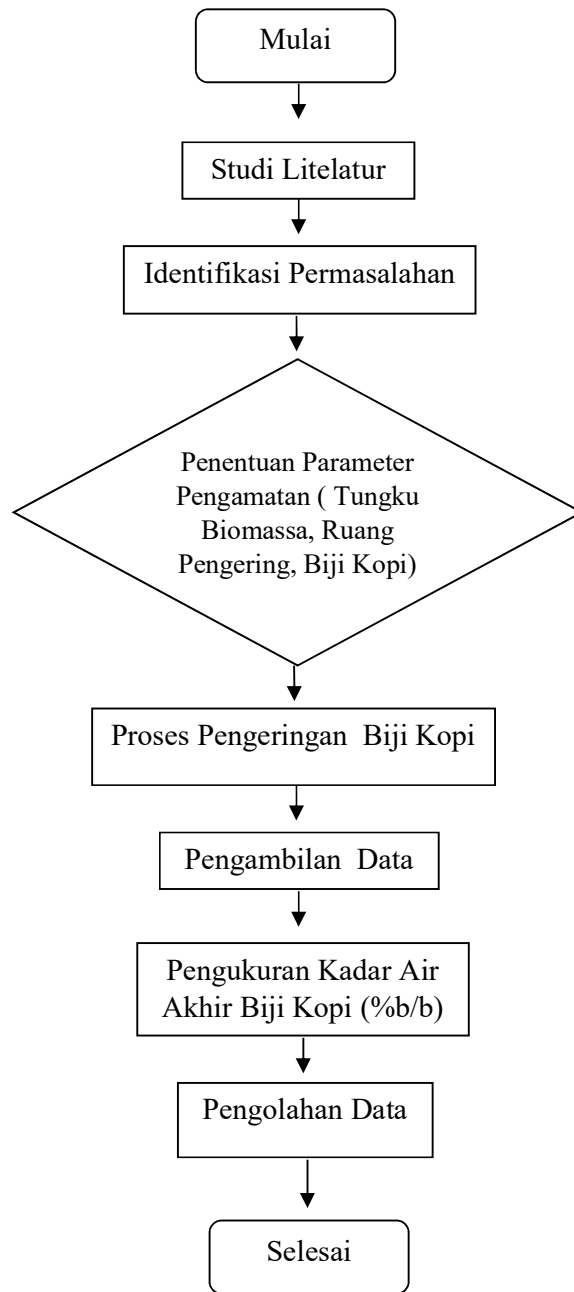 Mulai
Studi Litelatur
Identifikasi Permasalahan
Penentuan Parameter
Pengamatan ( Tungku
Biomassa, Ruang
Pengering, Biji Kopi)
Proses Pengeringan  Biji Kopi
Pengambilan  Data
Pengukuran Kadar Air
Akhir Biji Kopi (%b/b)
Pengolahan Data
Selesai